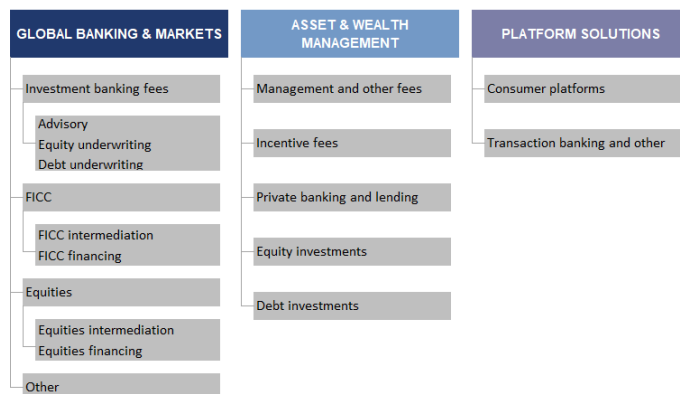 GLOBAL BANKING & MARKETS
Investment banking fees
Advisory
Equity underwriting
Debt underwriting
FICC
FICC intermediation
FICC financing
Equities
Equities intermediation
Equities financing
Other
ASSET & WEALTH
MANAGEMENT
Management and other fees
Incentive fees
Private banking and lending
Equity investments
Debt investments
PLATFORM SOLUTIONS
Consumer platforms
Transaction banking and other